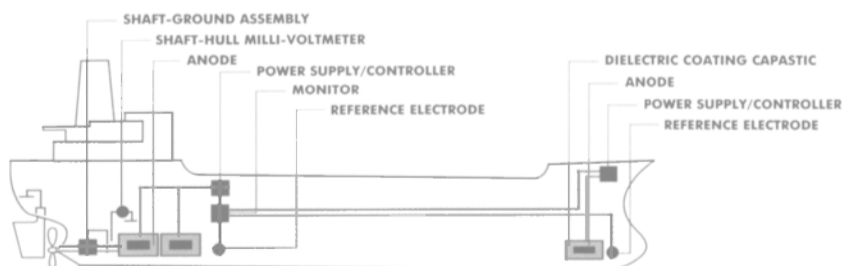 SHAFT-GROUND ASSEMBLY
SHAFT-HULL MILLI-VOLTMETER
ANODE
POWER SUPPLY/CONTROLLER
MONITOR
REFERENCE ELECTRODE
DIELECTRIC COATING CAPASTIC
ANODE
POWER SUPPLY/CONTROLLER
REFERENCE ELECTRODE